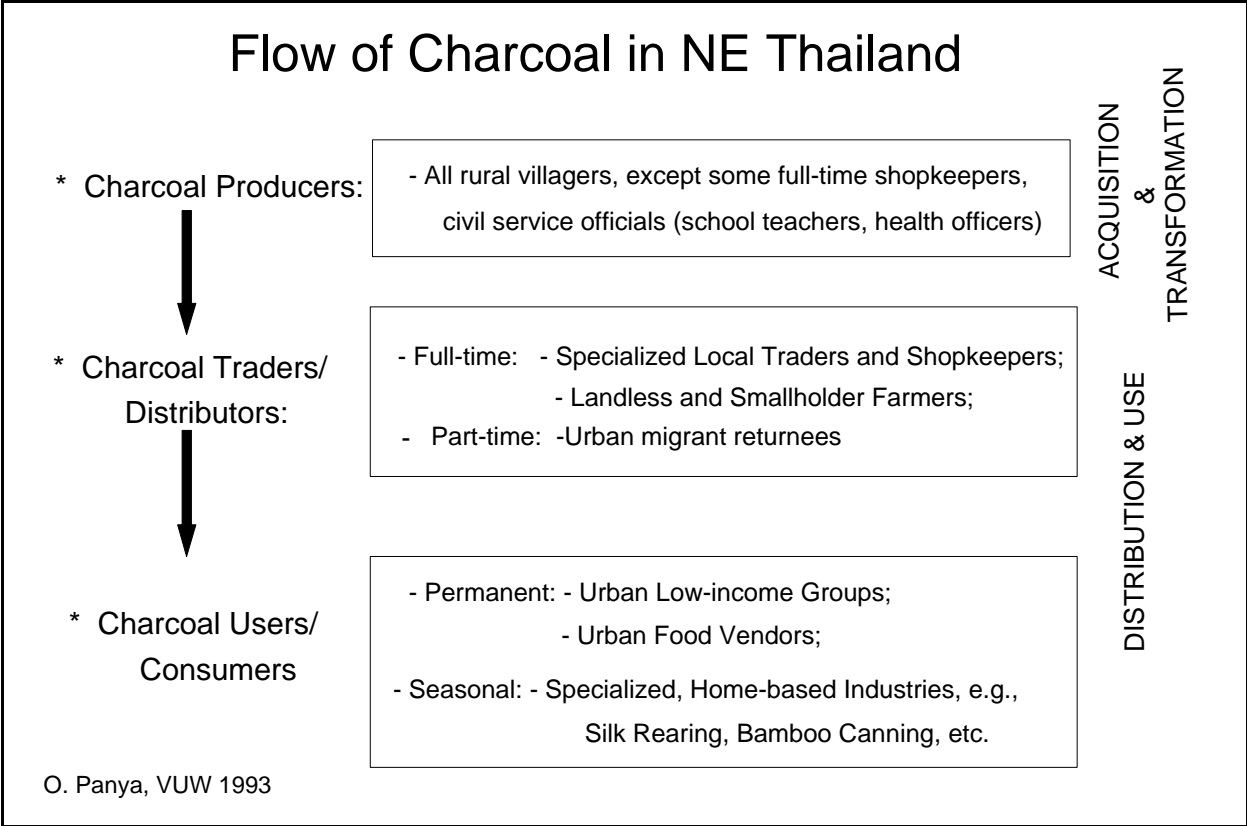 Flow of Charcoal in NE Thailand
* Charcoal Producers:
- All rural villagers, except some full-time shopkeepers,
civil service officials (school teachers, health officers)
ACQUISITION
&
TRANSFORMATION
* Charcoal Traders/
Distributors:
- Full-time: - Specialized Local Traders and Shopkeepers;
- Landless and Smallholder Farmers;
- Part-time: -Urban migrant returnees
DISTRIBUTION & USE
* Charcoal Users/
Consumers
- Permanent: - Urban Low-income Groups;
- Urban Food Vendors;
- Seasonal: - Specialized, Home-based Industries, e.g.,
Silk Rearing, Bamboo Canning, etc.
O. Panya, VUW 1993